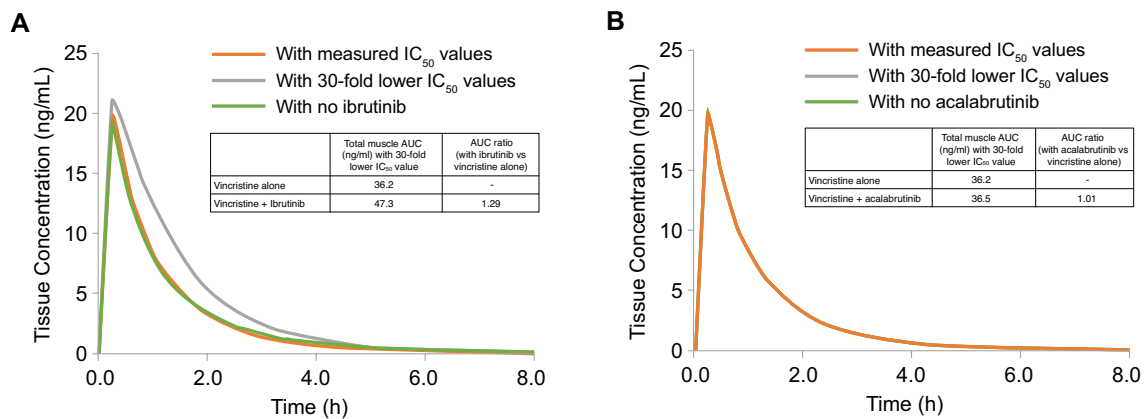 A
With measured IC50 values
With 30-fold lower IC50 values
With no ibrutinib
Tissue Concentration (ng/mL)
25
20
15
10
5
0
0.0 2.0 4.0 6.0 8.0
Time (h)
Total muscle AUC
(ng/ml) with 30-fold
lower IC50 value
AUC ratio
(with ibrutinib vs
vincristine alone)
Vincristine alone 36.2 -
Vincristine + Ibrutinib 47.3 1.29
B
With measured IC50 values
With 30-fold lower IC50 values
With no acalabrutinib
Tissue Concentration (ng/mL)
25
20
15
10
5
0
0.0 2.0 4.0 6.0 8.0
Time (h)
Total muscle AUC
(ng/ml) with 30-fold
lower IC50 value
AUC ratio
(with acalabrutinib vs
vincristine alone)
Vincristine alone 36.2 -
Vincristine + acalabrutinib 36.5 1.01